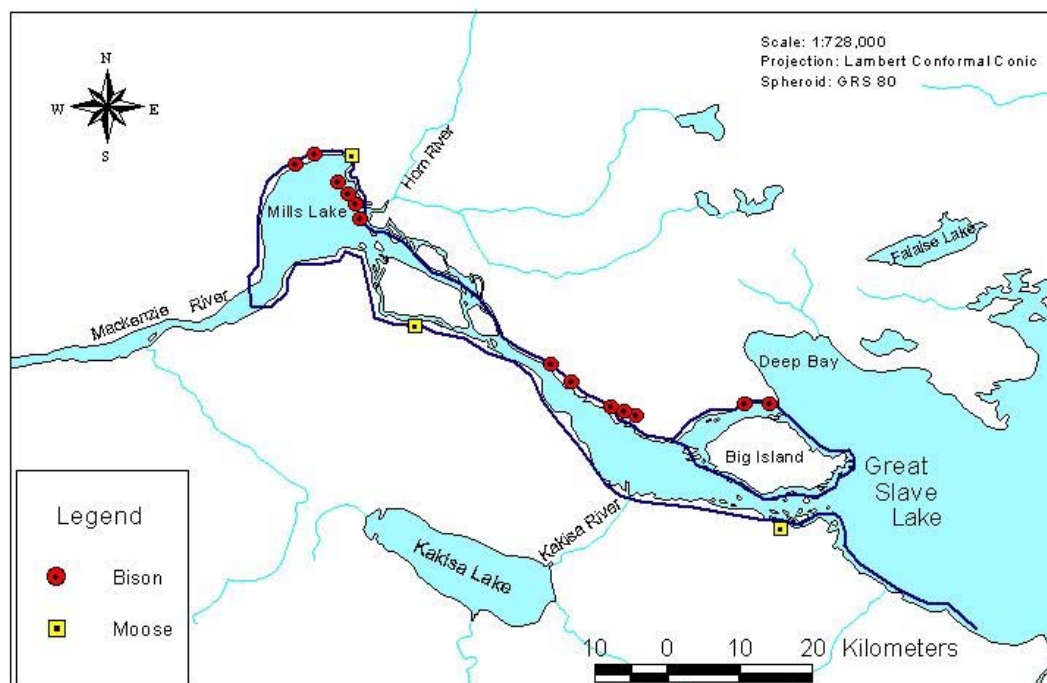 Scale: 1:728,000
Projection: Lambert Conformal Conic
Spheroid: GRS 80
N
W E
S
Horn River
Mills Lake
Falaise Lake
Mackenzie River
Deep Bay
Big Island
Great
Slave
Lake
Kakisa River
Kakisa Lake
Legend
Bison
Moose
10 0 10 20 Kilometers